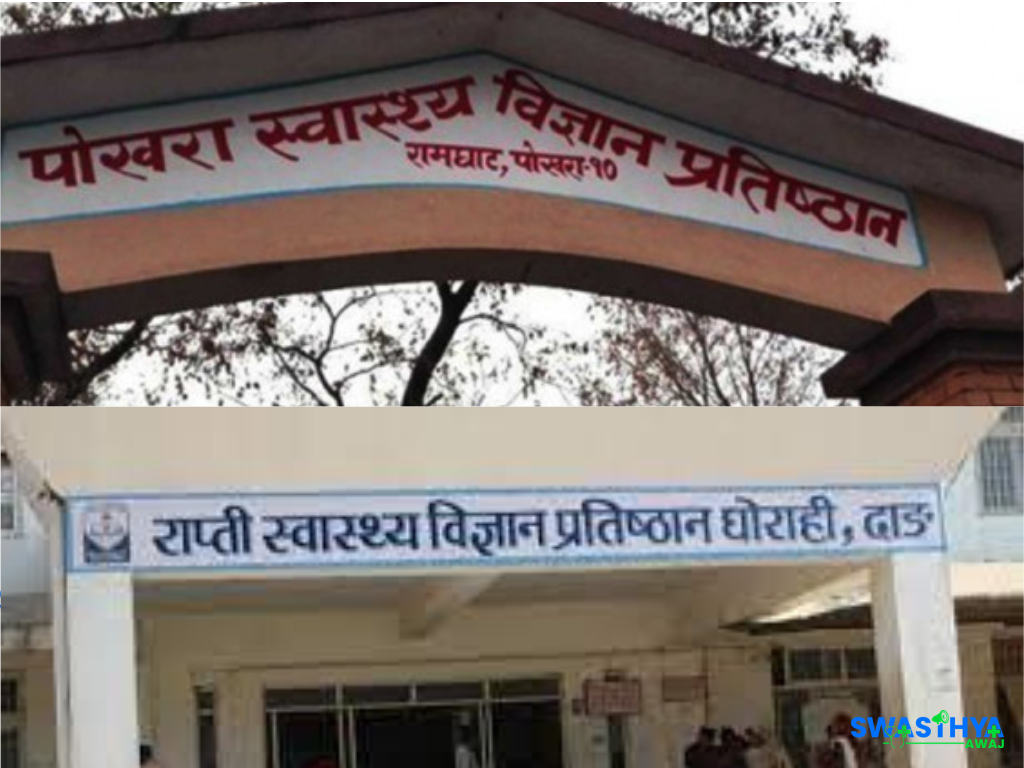 पोखरा स्वास्थ्य विज्ञान प्रतिष्ठान
रामघाट, पोखरा-१०
राप्ती स्वास्थ्य विज्ञान प्रतिष्ठान घोराही, दाङ
SWASTHYA
AWAJ